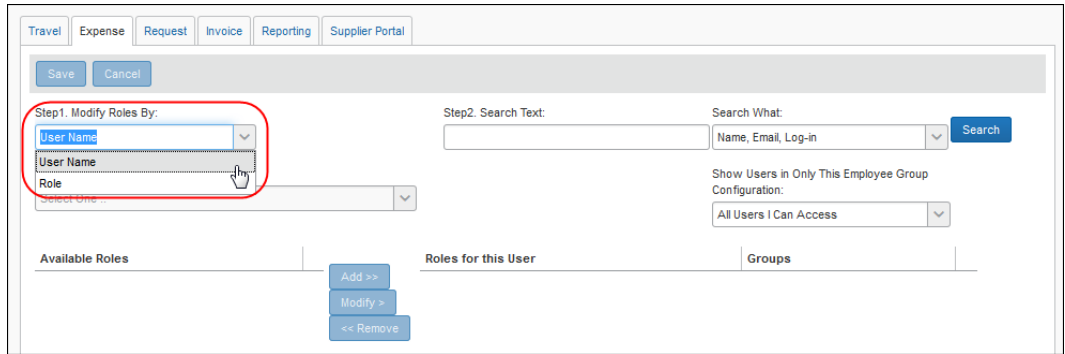 Travel Expense Request Invoice Reporting Supplier Portal
Save Cancel
Step1. Modify Roles By: Step2. Search Text: Search What:
User Name Name, Email, Log-in Search
User Name
Role
Show Users in Only This Employee Group
Configuration:
Select One ..
All Users I Can Access
Available Roles Roles for this User Groups
Add >>
Modify >
<< Remove